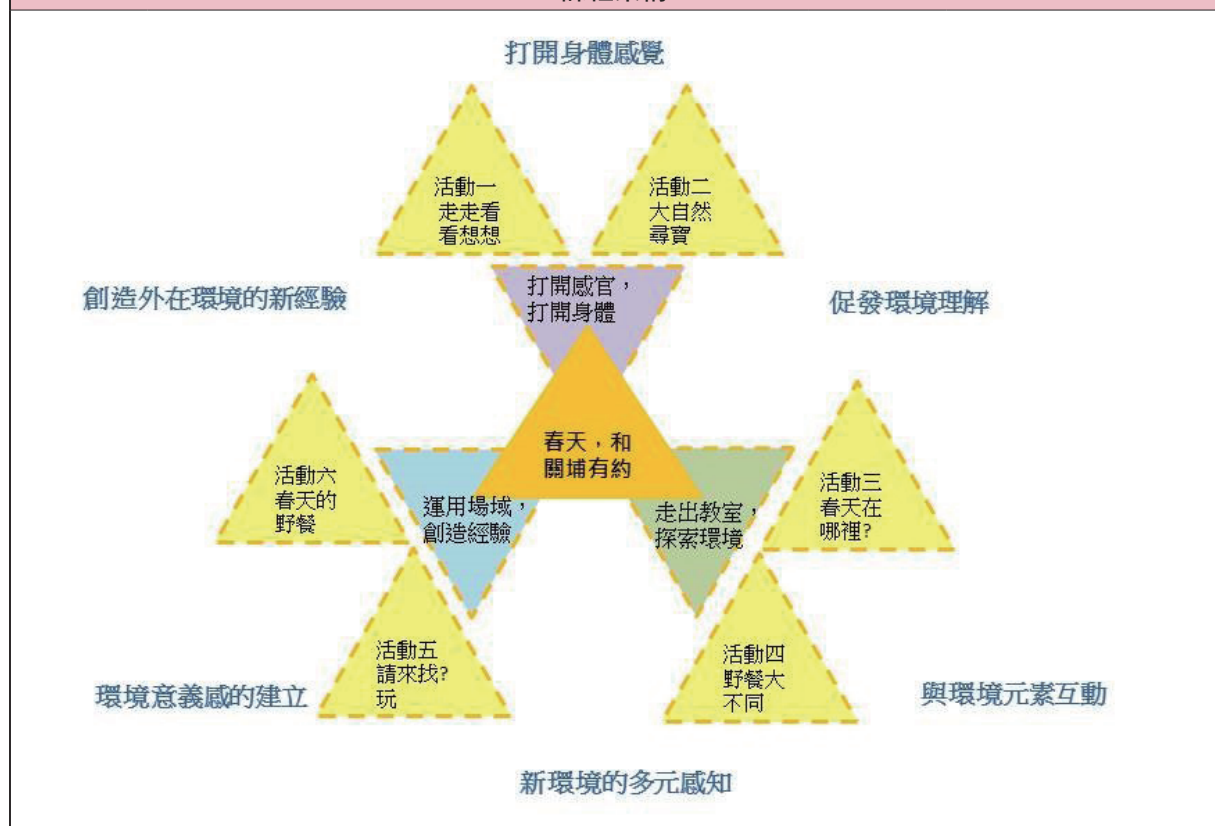 打開身體感覺
活動一
走走看
看想想
活動二
大自然
尋寶
創造外在環境的新經驗
打開感官，
打開身體
促發環境理解
春天，和
關埔有約
活動六
春天的
野餐
運用場域，
創造經驗
走出教室，
探索環境
活動三
春天在
哪裡?
活動五
請來找?
玩
活動四
野餐大
不同
環境意義感的建立
與環境元素互動
新環境的多元感知